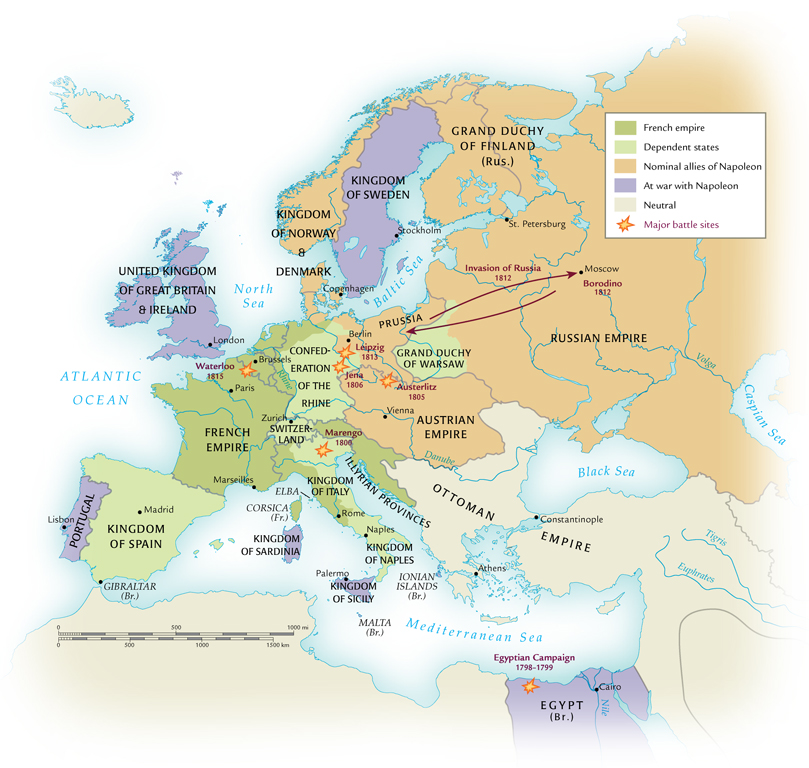 French empire
Dependent states
Nominal allies of Napoleon
At war with Napoleon
Neutral
Major battle sites
GRAND DUCHY
OF FINLAND
(Rus.)
KINGDOM
OF SWEDEN
KINGDOM
OF NORWAY
&
DENMARK
St. Petersburg
Stockholm
UNITED KINGDOM
OF GREAT BRITAIN
& IRELAND
North
Sea
Baltic Sea
Copenhagen
Invasion of Russia
1812
Moscow
Borodino
1812
PRUSSIA
RUSSIAN EMPIRE
London
Berlin
Leipzig
1813
CONFED-
ERATION
OF THE
RHINE
GRAND DUCHY
OF WARSAW
Waterloo
1815
Brussels
Rhine
Jena
1806
Austerlitz
1805
Volga
ATLANTIC
OCEAN
Paris
Caspian Sea
Vienna
Zurich
SWITZER-
LAND
AUSTRIAN
EMPIRE
FRENCH
EMPIRE
Marengo
1800
Danube
Black Sea
Marseilles
ELBA
KINGDOM
OF ITALY
ILLYRIAN PROVINCES
OTTOMAN
EMPIRE
CORSICA
(Fr.)
Rome
Constantinople
Lisbon
PORTUGAL
Madrid
KINGDOM
OF SPAIN
KINGDOM
OF SARDINIA
Naples
KINGDOM
OF NAPLES
Tigris
Euphrates
Athens
GIBRALTAR
(Br.)
Palermo
KINGDOM
OF SICILY
IONIAN
ISLANDS
(Br.)
MALTA
(Br.)
Mediterranean Sea
0 500 1000 mi
0 500 1000 1500 km
Egyptian Campaign
1798–1799
Cairo
EGYPT
(Br.)
Nile